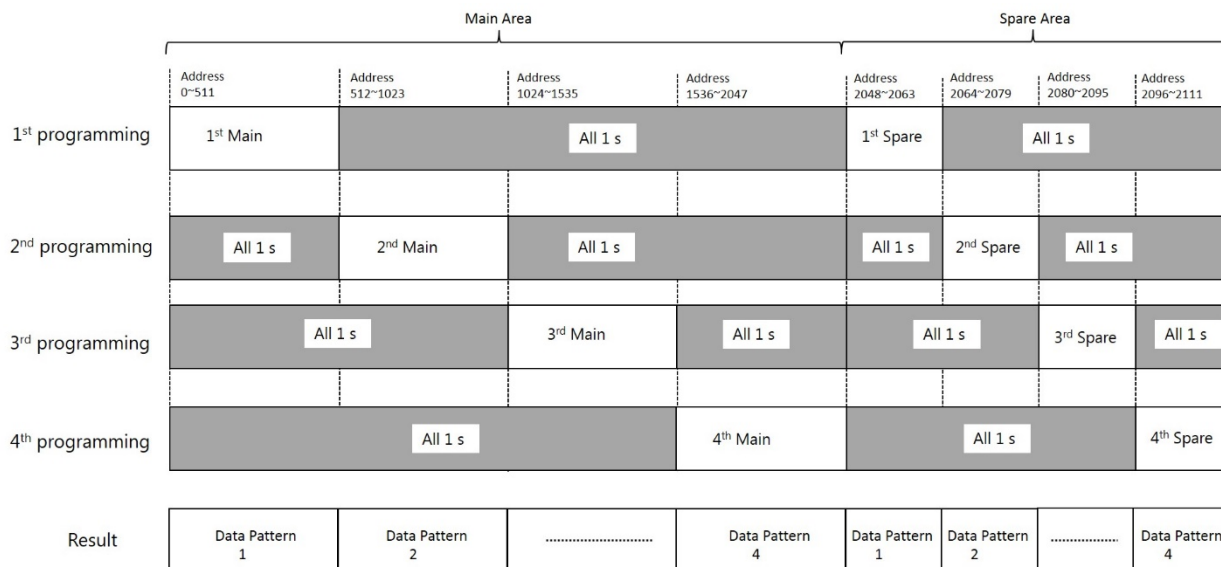 Main Area
Spare Area
Address
0~511
Address
512~1023
Address
1024~1535
Address
1536~2047
Address
2048~2063
Address
2064~2079
Address
2080~2095
Address
2096~2111
1st programming
1st Main
All 1 s
1st Spare
All 1 s
2nd programming
All 1 s
2nd Main
All 1 s
All 1 s
2nd Spare
All 1 s
3rd programming
All 1 s
3rd Main
All 1 s
All 1 s
3rd Spare
All 1 s
4th programming
All 1 s
4th Main
All 1 s
4th Spare
Result
Data Pattern
1
Data Pattern
2
............................
Data Pattern
4
Data Pattern
1
Data Pattern
2
..................
Data Pattern
4